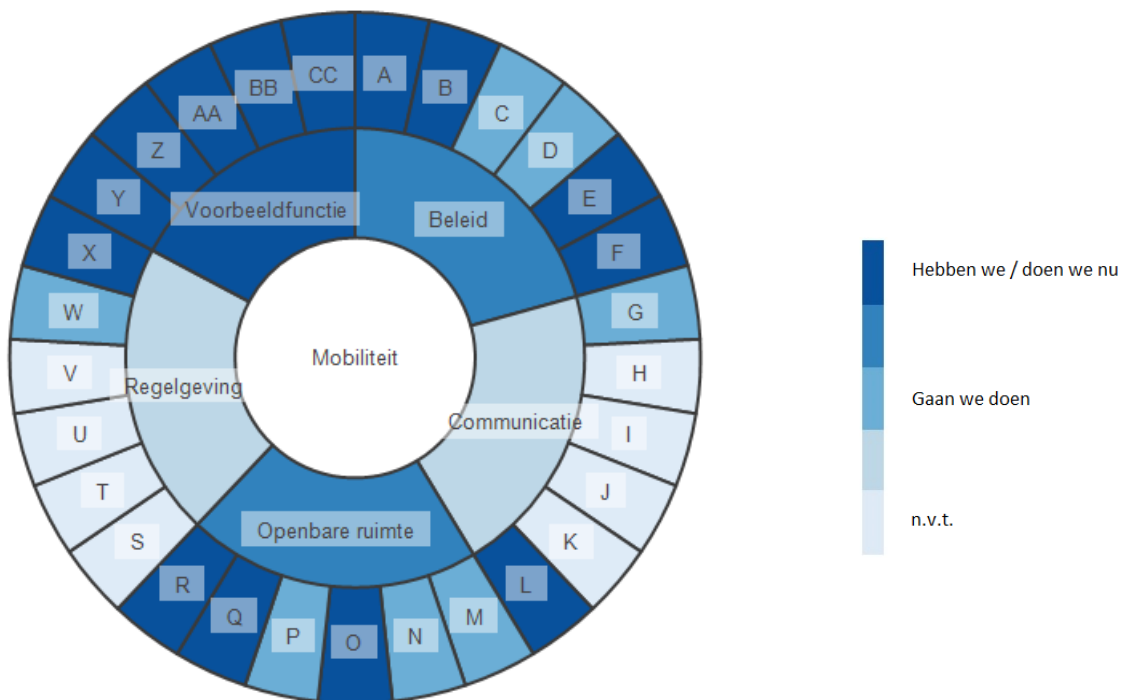 A
B
C
D
E
F
G
H
I
J
K
L
M
N
O
P
Q
R
S
T
U
V
W
X
Y
Z
AA
BB
CC
Voorbeeldfunctie
Beleid
Mobiliteit
Regelgeving
Communicatie
Openbare ruimte
Hebben we / doen we nu
Gaan we doen
n.v.t.